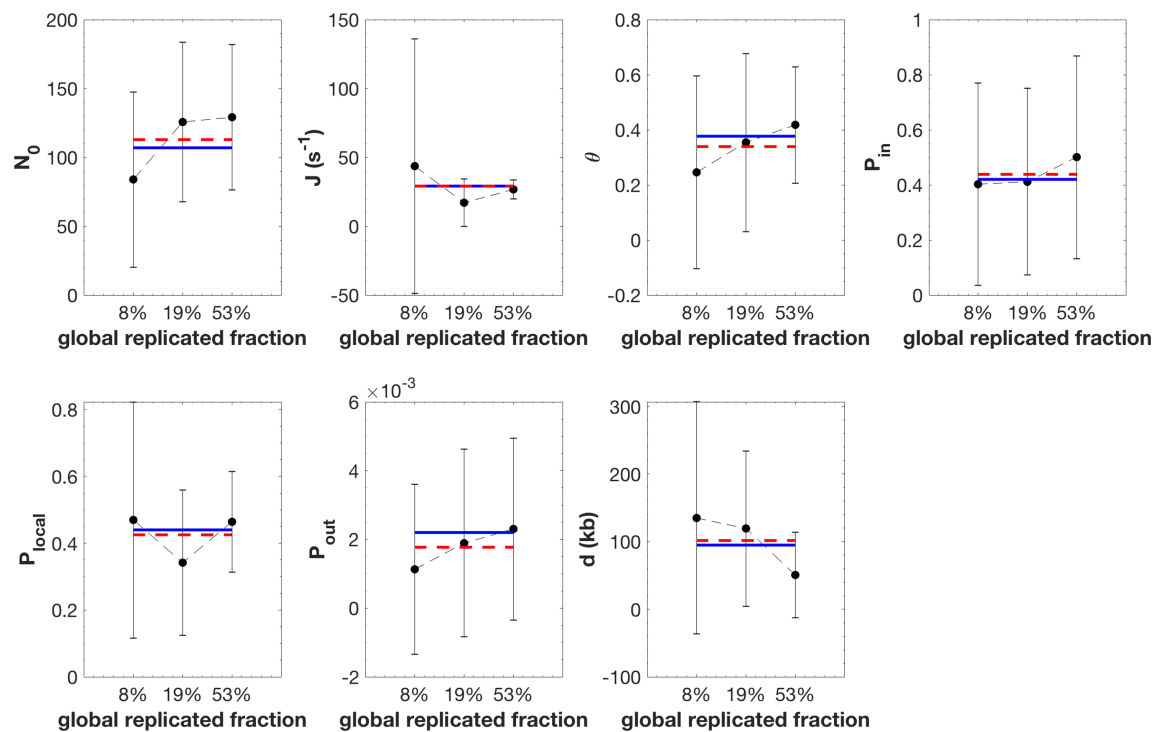 200
150
100
50
0
N0
8% 19% 53%
global replicated fraction
150
100
50
0
-50
J (s-1)
8% 19% 53%
global replicated fraction
0.8
0.6
0.4
0.2
0
-0.2
θ
8% 19% 53%
global replicated fraction
1
0.8
0.6
0.4
0.2
0
Pin
8% 19% 53%
global replicated fraction
0.8
0.6
0.4
0.2
0
Plocal
8% 19% 53%
global replicated fraction
×10-3
6
4
2
0
-2
Pout
8% 19% 53%
global replicated fraction
300
200
100
0
-100
d (kb)
8% 19% 53%
global replicated fraction